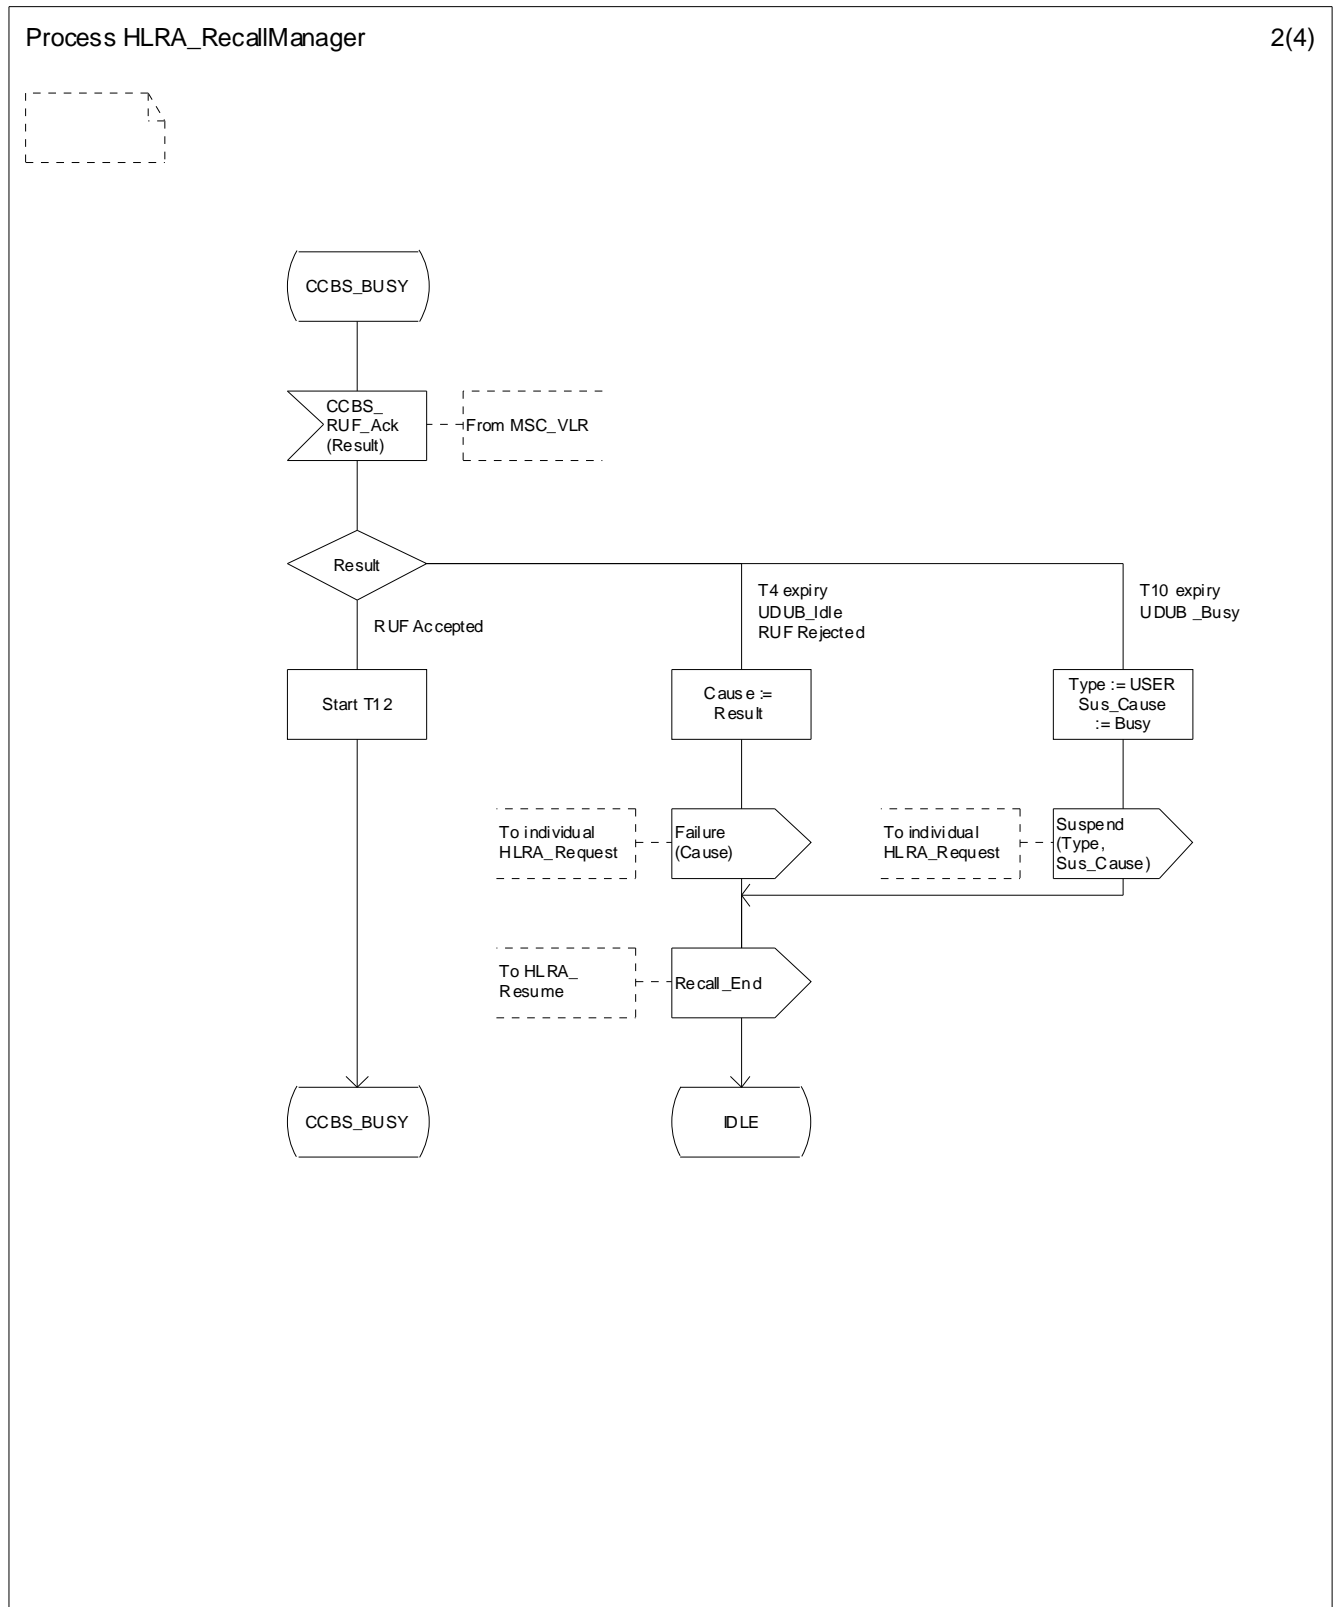 Process HLRA_RecallManager
2(4)
CCBS_BUSY
CCBS_
RUF_Ack
(Result)
From MSC_VLR
Result
RUF Accepted
T4 expiry
UDUB_Idle
RUF Rejected
T10 expiry
UDUB _Busy
Start T12
Cause :=
Result
Type := USER
Sus_Cause
:= Busy
To individual
HLRA_Request
Failure
(Cause)
To individual
HLRA_Request
Suspend
(Type,
Sus_Cause)
To HLRA_
Resume
Recall_End
CCBS_BUSY
IDLE